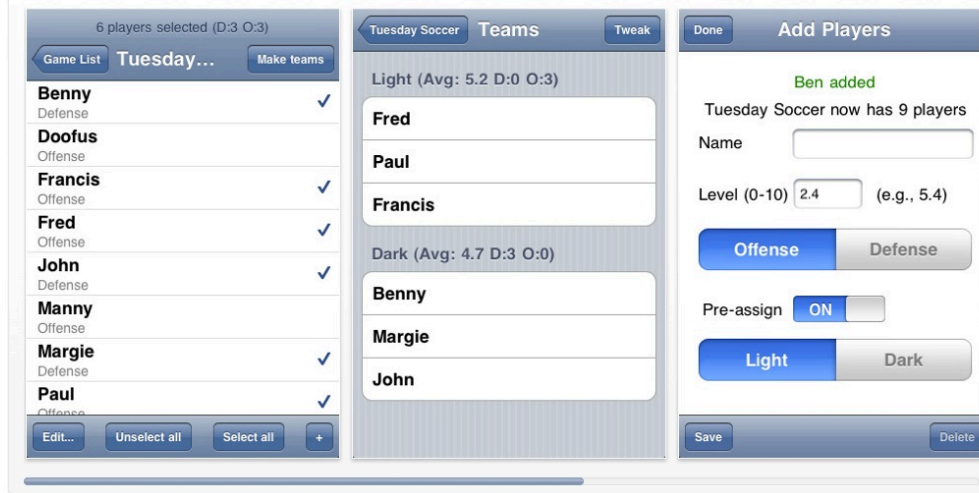 6 players selected (D:3 O:3)
Game List
Tuesday...
Make teams
Benny
Defense
Doofus
Offense
Francis
Offense
Fred
Offense
John
Defense
Manny
Offense
Margie
Defense
Paul
Offense
Edit...
Unselect all
Select all
+
Tuesday Soccer
Teams
Tweak
Light (Avg: 5.2 D:0 O:3)
Fred
Paul
Francis
Dark (Avg: 4.7 D:3 O:0)
Benny
Margie
John
Done
Add Players
Ben added
Tuesday Soccer now has 9 players
Name
Level (0-10) 2.4 (e.g., 5.4)
Offense Defense
Pre-assign ON
Light Dark
Save
Delete